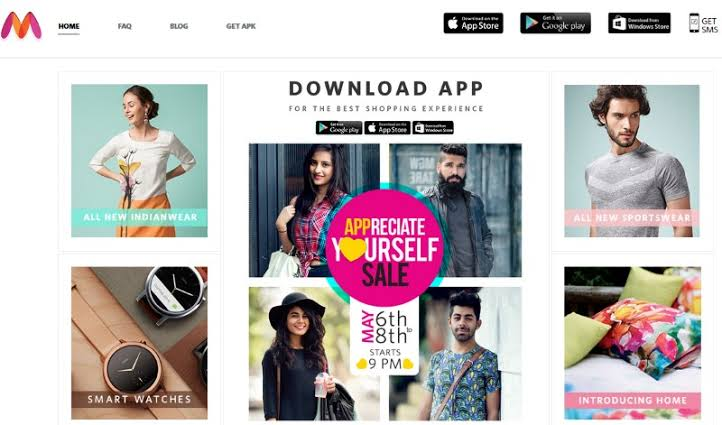 HOME
FAQ
BLOG
GET APK
Download on the
App Store
Get it on
Google play
Download from
Windows Store
GET
SMS
DOWNLOAD APP
FOR THE BEST SHOPPING EXPERIENCE
Google play
App Store
Windows Store
ALL NEW INDIANWEAR
ALL NEW SPORTSWEAR
APPRECIATE
YOURSELF
SALE
MAY
6th
to
8th
STARTS
9 PM
SMART WATCHES
INTRODUCING HOME